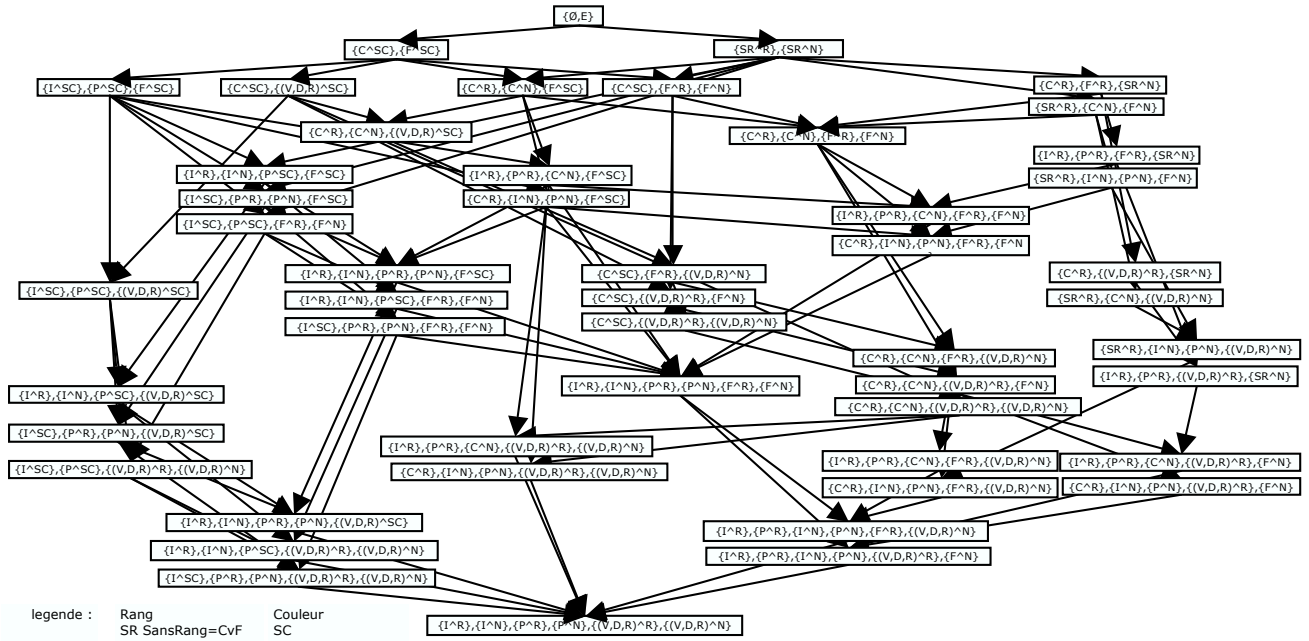 {Ø,E}
{C^SC},{F^SC}
{SR^R},{SR^N}
{I^SC},{P^SC},{F^SC}
{C^SC},{(V,D,R)^SC}
{C^R},{C^N},{F^SC}
{C^SC},{F^R},{F^N}
{C^R},{F^R},{SR^N}
{SR^R},{C^N},{F^N}
{C^R},{C^N},{(V,D,R)^SC}
{C^R},{C^N},{F^R},{F^N}
{I^R},{P^R},{F^R},{SR^N}
{SR^R},{I^N},{P^N},{F^N}
{I^R},{I^N},{P^SC},{F^SC}
{I^SC},{P^R},{P^N},{F^SC}
{I^SC},{P^SC},{F^R},{F^N}
{I^R},{P^R},{C^N},{F^SC}
{C^R},{I^N},{P^N},{F^SC}
{I^R},{P^R},{C^N},{F^R},{F^N}
{C^R},{I^N},{P^N},{F^R},{F^N
{I^SC},{P^SC},{(V,D,R)^SC}
{I^R},{I^N},{P^R},{P^N},{F^SC}
{I^R},{I^N},{P^SC},{F^R},{F^N}
{I^SC},{P^R},{P^N},{F^R},{F^N}
{C^SC},{F^R},{(V,D,R)^N}
{C^SC},{(V,D,R)^R},{F^N}
{C^SC},{(V,D,R)^R},{(V,D,R)^N}
{C^R},{(V,D,R)^R},{SR^N}
{SR^R},{C^N},{(V,D,R)^N}
{SR^R},{I^N},{P^N},{(V,D,R)^N}
{I^R},{P^R},{(V,D,R)^R},{SR^N}
{C^R},{C^N},{F^R},{(V,D,R)^N}
{C^R},{C^N},{(V,D,R)^R},{F^N}
{C^R},{C^N},{(V,D,R)^R},{(V,D,R)^N}
{I^R},{I^N},{P^R},{P^N},{F^R},{F^N}
{I^R},{I^N},{P^SC},{(V,D,R)^SC}
{I^SC},{P^R},{P^N},{(V,D,R)^SC}
{I^SC},{P^SC},{(V,D,R)^R},{(V,D,R)^N}
{I^R},{P^R},{C^N},{(V,D,R)^R},{(V,D,R)^N}
{C^R},{I^N},{P^N},{(V,D,R)^R},{(V,D,R)^N}
{I^R},{P^R},{C^N},{F^R},{(V,D,R)^N}
{C^R},{I^N},{P^N},{F^R},{(V,D,R)^N}
{I^R},{P^R},{C^N},{(V,D,R)^R},{F^N}
{C^R},{I^N},{P^N},{(V,D,R)^R},{F^N}
{I^R},{I^N},{P^R},{P^N},{(V,D,R)^SC}
{I^R},{I^N},{P^SC},{(V,D,R)^R},{(V,D,R)^N}
{I^SC},{P^R},{P^N},{(V,D,R)^R},{(V,D,R)^N}
{I^R},{P^R},{I^N},{P^N},{F^R},{(V,D,R)^N}
{I^R},{P^R},{I^N},{P^N},{(V,D,R)^R},{F^N}
{I^R},{I^N},{P^R},{P^N},{(V,D,R)^R},{(V,D,R)^N}
legende : Rang Couleur
SR SansRang=CvF SC